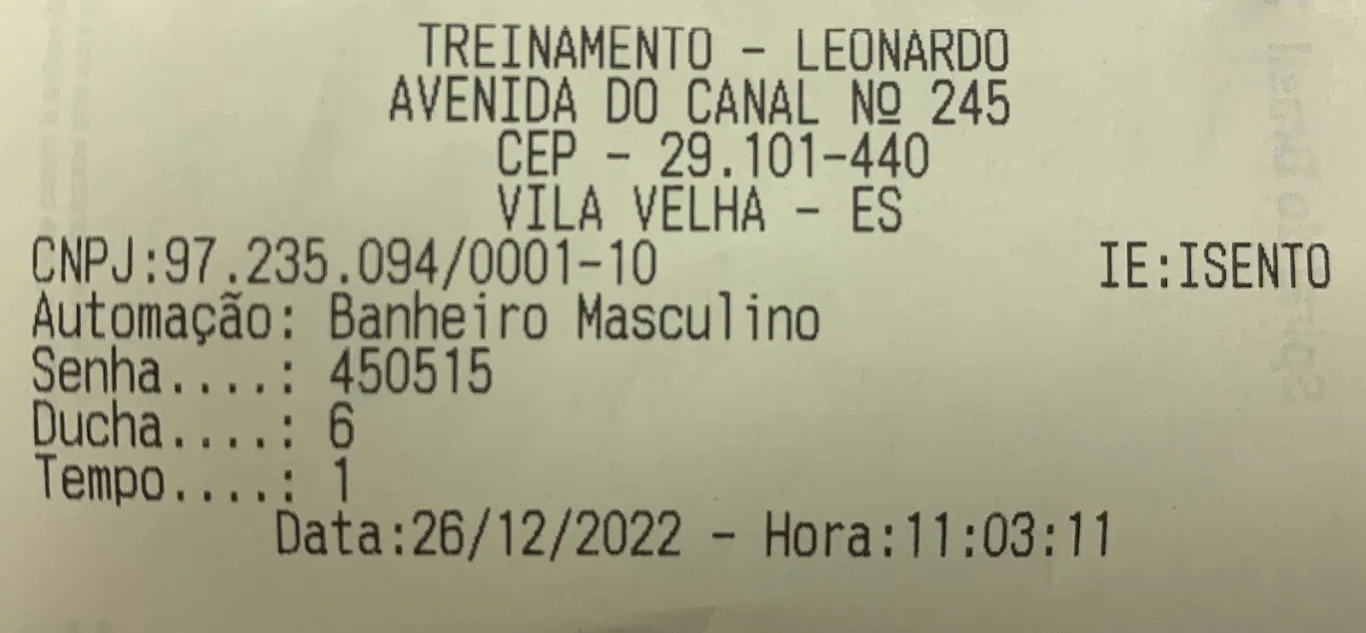 TREINAMENTO - LEONARDO
AVENIDA DO CANAL Nº 245
CEP - 29.101-440
VILA VELHA - ES
CNPJ:97.235.094/0001-10 IE:ISENTO
Automação: Banheiro Masculino
Senha....: 450515
Ducha....: 6
Tempo....: 1
Data:26/12/2022 - Hora:11:03:11